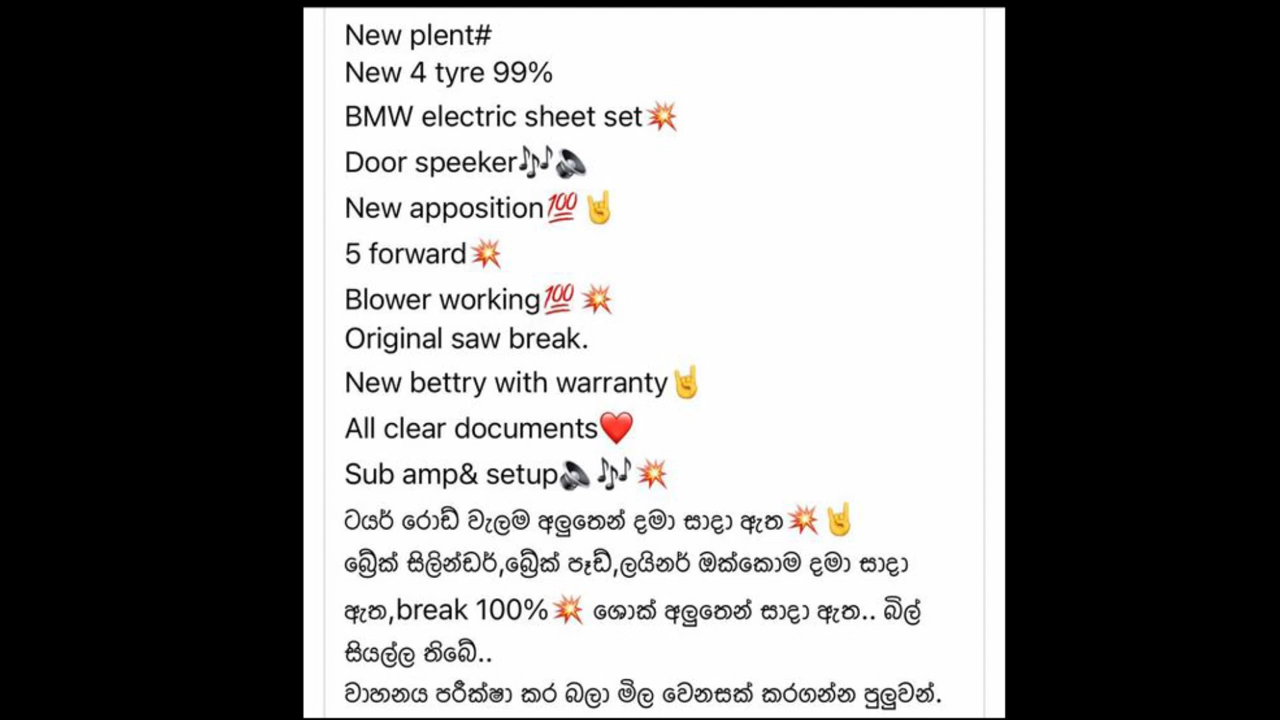 New plent#
New 4 tyre 99%
BMW electric sheet set💥
Door speeker🎶🔊
New apposition💯🤘
5 forward💥
Blower working💯💥
Original saw break.
New bettry with warranty🤘
All clear documents❤️
Sub amp& setup🔊🎶💥
ටයර් රොඩ් වැලම අලුතෙන් දමා සාදා ඇත💥🤘
බ්‍රේක් සිලින්ඩර්,බ්‍රේක් පෑඩ්,ලයිනර් ඔක්කොම දමා සාදා
ඇත,break 100%💥 ශොක් අලුතෙන් සාදා ඇත.. බිල්
සියල්ල තිබේ..
වාහනය පරීක්ෂා කර බලා මිල වෙනසක් කරගන්න පුලුවන්.